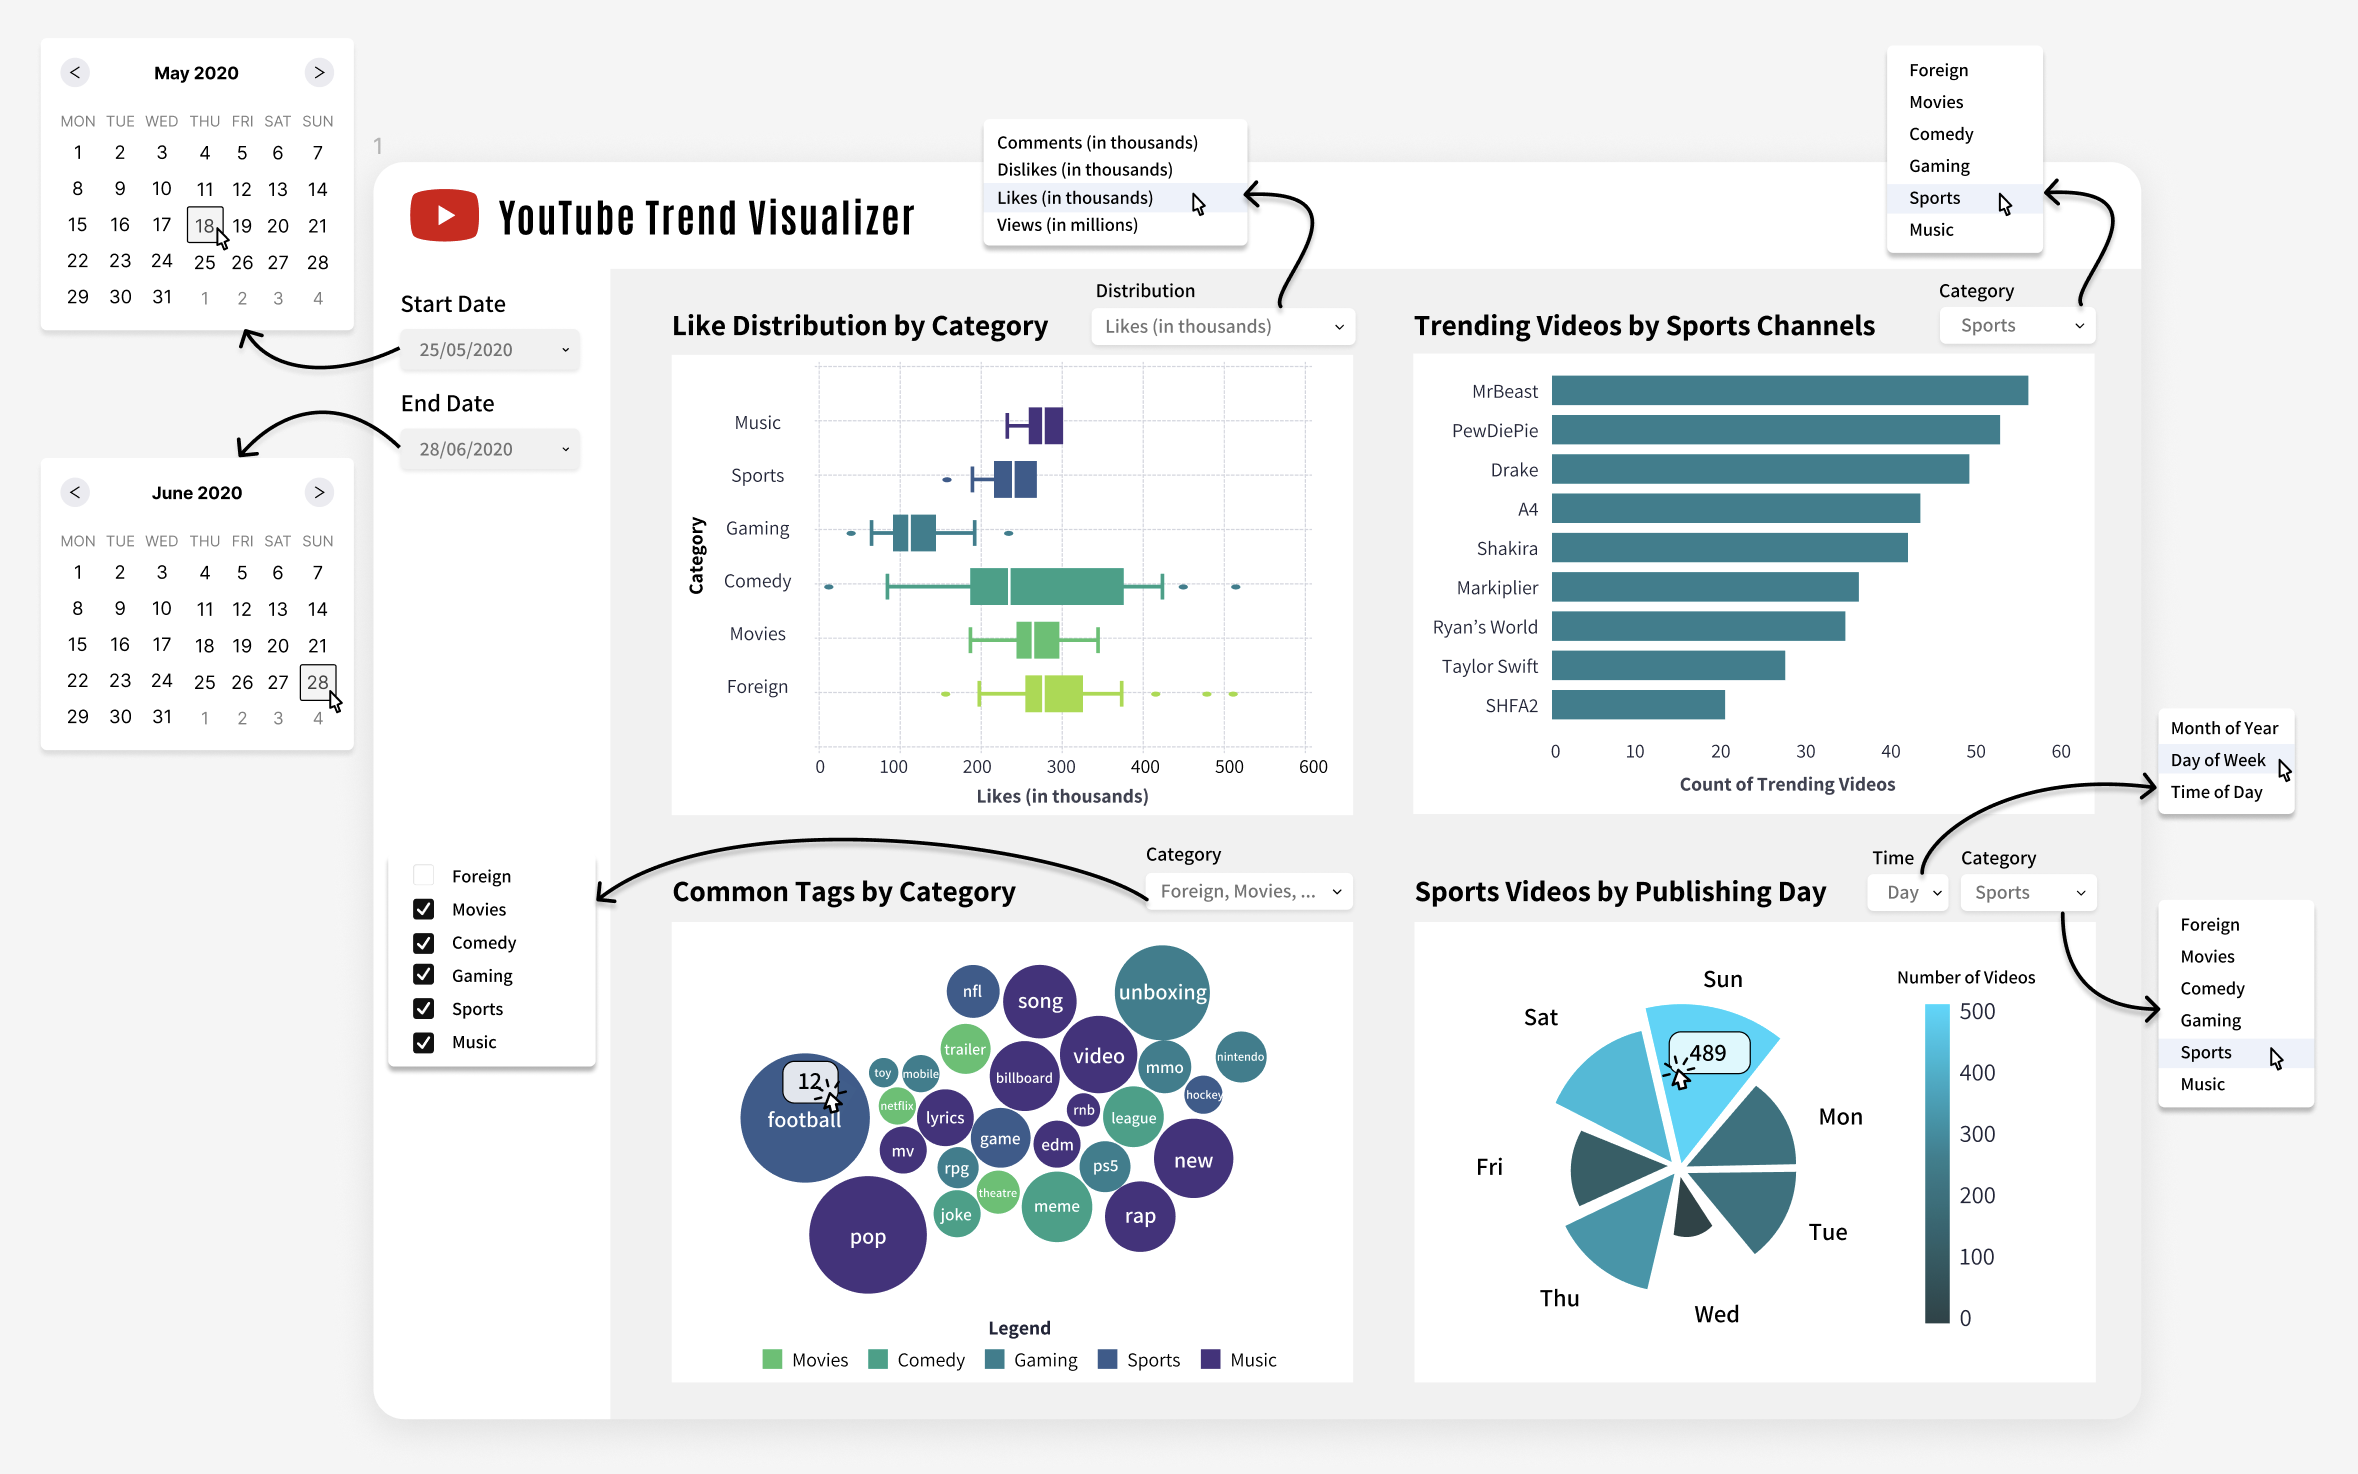 May 2020
MON TUE WED THU FRI SAT SUN
1 2 3 4 5 6 7
8 9 10 11 12 13 14
15 16 17 18 19 20 21
22 23 24 25 26 27 28
29 30 31 1 2 3 4
June 2020
MON TUE WED THU FRI SAT SUN
1 2 3 4 5 6 7
8 9 10 11 12 13 14
15 16 17 18 19 20 21
22 23 24 25 26 27 28
29 30 31 1 2 3 4
1
YouTube Trend Visualizer
Start Date
25/05/2020
End Date
28/06/2020
Foreign
Movies
Comedy
Gaming
Sports
Music
Comments (in thousands)
Dislikes (in thousands)
Likes (in thousands)
Views (in millions)
Like Distribution by Category
Distribution
Likes (in thousands)
Category
Music
Sports
Gaming
Comedy
Movies
Foreign
0 100 200 300 400 500 600
Likes (in thousands)
Foreign
Movies
Comedy
Gaming
Sports
Music
Trending Videos by Sports Channels
Category
Sports
MrBeast
PewDiePie
Drake
A4
Shakira
Markiplier
Ryan’s World
Taylor Swift
SHFA2
0 10 20 30 40 50 60
Count of Trending Videos
Common Tags by Category
Category
Foreign, Movies, ...
nfl
song
unboxing
trailer
video
nintendo
toy
mobile
billboard
mmo
12
football
netflix
lyrics
rnb
hockey
league
game
edm
mv
rpg
ps5
new
theatre
joke
meme
rap
pop
Legend
Movies Comedy Gaming Sports Music
Sports Videos by Publishing Day
Time
Day
Category
Sports
Month of Year
Day of Week
Time of Day
Foreign
Movies
Comedy
Gaming
Sports
Music
Sun
489
Mon
Tue
Wed
Thu
Fri
Sat
Number of Videos
500
400
300
200
100
0